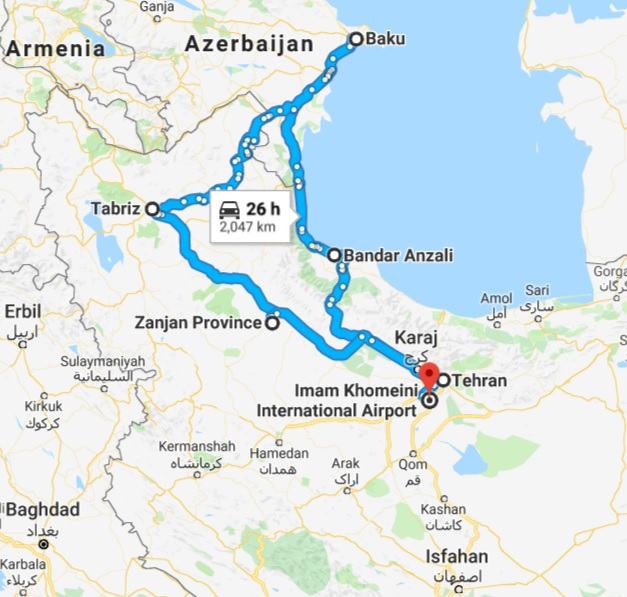 Ganja
Armenia
Azerbaijan
Baku
Tabriz
26 h
2,047 km
Bandar Anzali
Zanjan Province
Erbil
اربيل
Sulaymaniyah
السليمانية
Kirkuk
كركوك
Karaj
کرج
Tehran
Imam Khomeini
International Airport
Amol
آمل
Sari
ساری
Gorga
گرگان
Kermanshah
کرمانشاه
Hamedan
همدان
Arak
اراک
Qom
قم
Kashan
کاشان
Baghdad
بغداد
Karbala
كربلاء
Isfahan
اصفهان